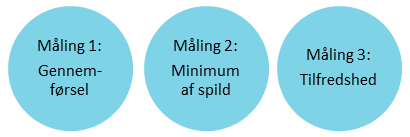 Måling 1:
Gennem-
førsel
Måling 2:
Minimum
af spild
Måling 3:
Tilfredshed